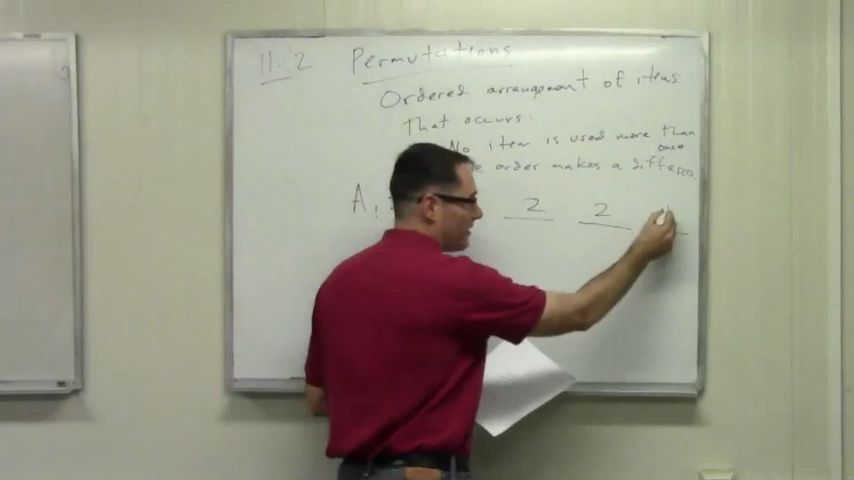 11.2 Permutations
Ordered arrangement of items
that occurs:
No item is used more than
once
order makes a difference.
A, 2 2